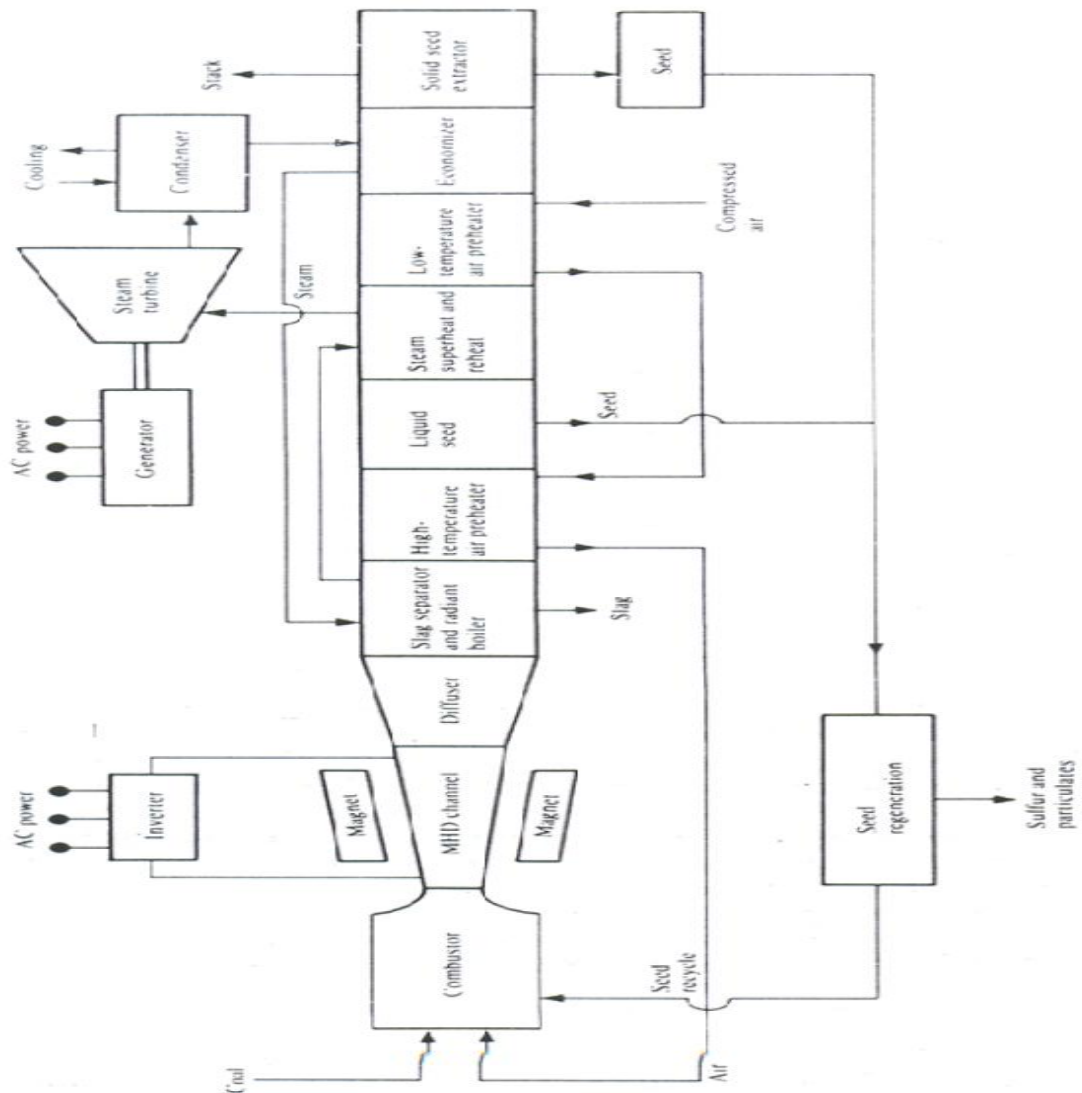 AC power
Inverter
Magnet
MHD channel
Magnet
Coal
Combustor
Air
Seed
recycle
Diffuser
Slag separator
and radiant
boiler
Slag
High-
temperature
air preheater
Liquid
seed
Seed
Steam
superheat and
reheat
Low-
temperature
air preheater
Compressed
air
Economizer
Solid seed
extractor
Stack
Seed
AC power
Generator
Steam
turbine
Steam
Condenser
Cooling
Seed
regeneration
Sulfur and
particulates